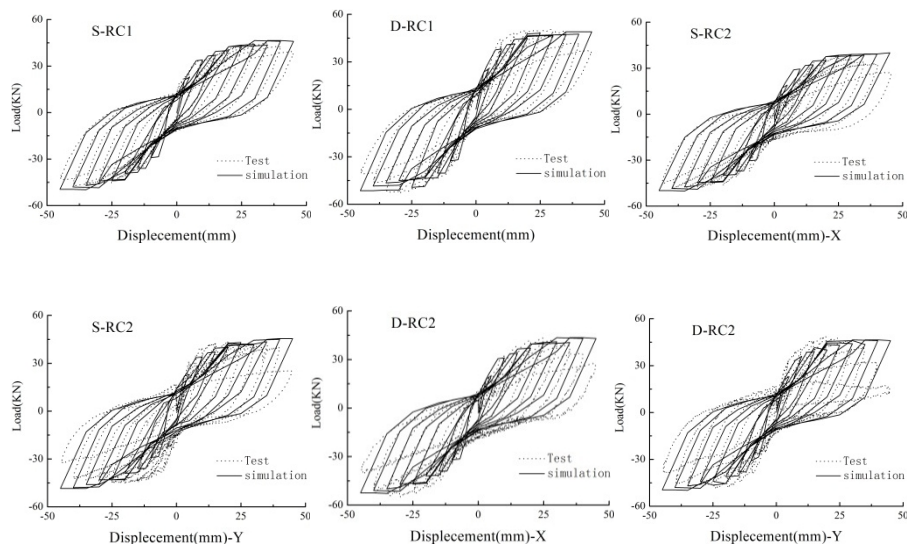 S-RC1
60
30
0
-30
-60
Load(KN)
Test
simulation
-50 -25 0 25 50
Displecement(mm)
D-RC1
60
30
0
-30
-60
Load(KN)
Test
simulation
-50 -25 0 25 50
Displecement(mm)
S-RC2
60
30
0
-30
-60
Load(KN)
Test
simulation
-50 -25 0 25 50
Displecement(mm)-X
S-RC2
60
30
0
-30
-60
Load(KN)
Test
simulation
-50 -25 0 25 50
Displecement(mm)-Y
D-RC2
60
30
0
-30
-60
Load(KN)
Test
simulation
-50 -25 0 25 50
Displecement(mm)-X
D-RC2
60
30
0
-30
-60
Load(KN)
Test
simulation
-50 -25 0 25 50
Displecement(mm)-Y